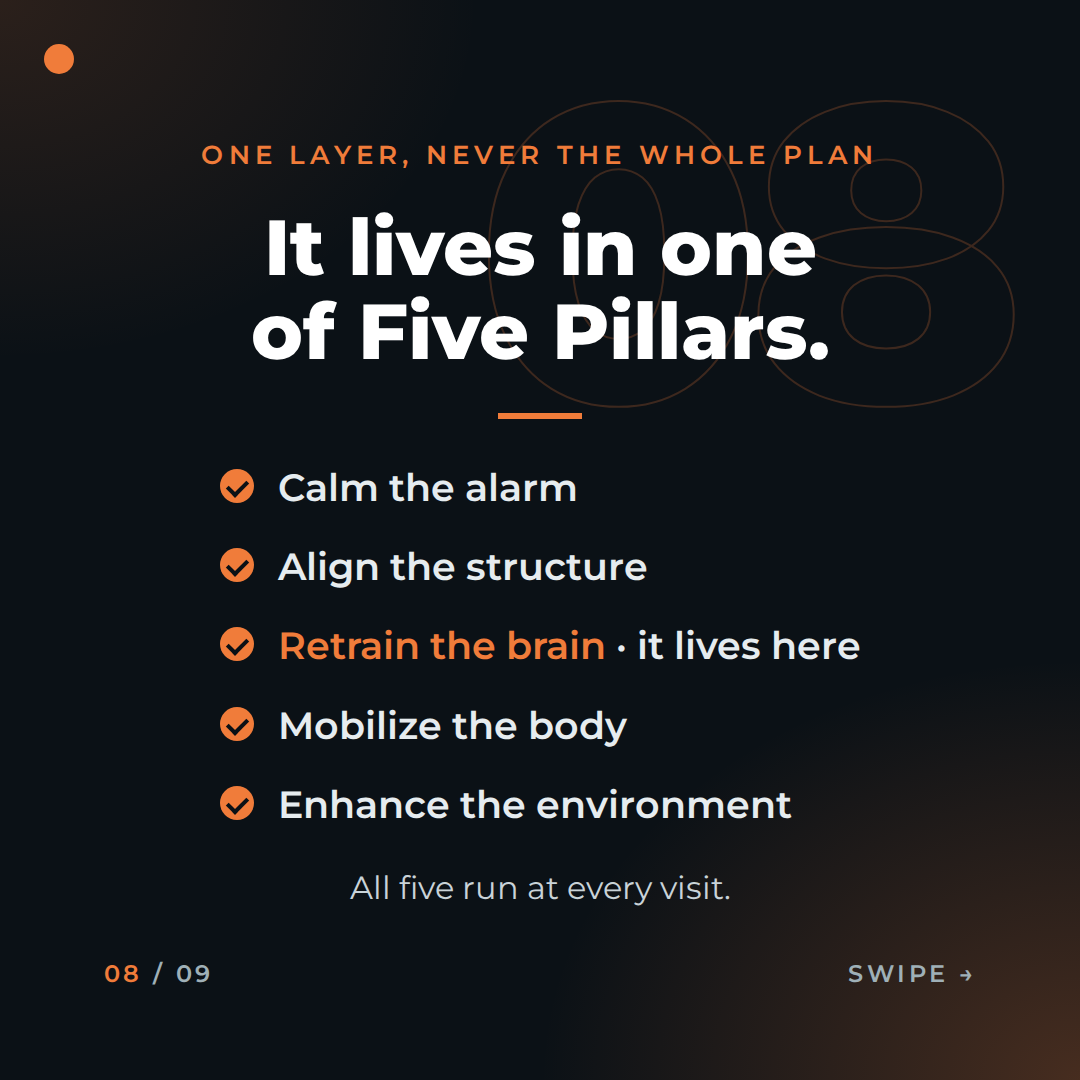 08
ONE LAYER, NEVER THE WHOLE PLAN
It lives in one
of Five Pillars.
Calm the alarm
Align the structure
Retrain the brain · it lives here
Mobilize the body
Enhance the environment
All five run at every visit.
08 / 09
SWIPE →